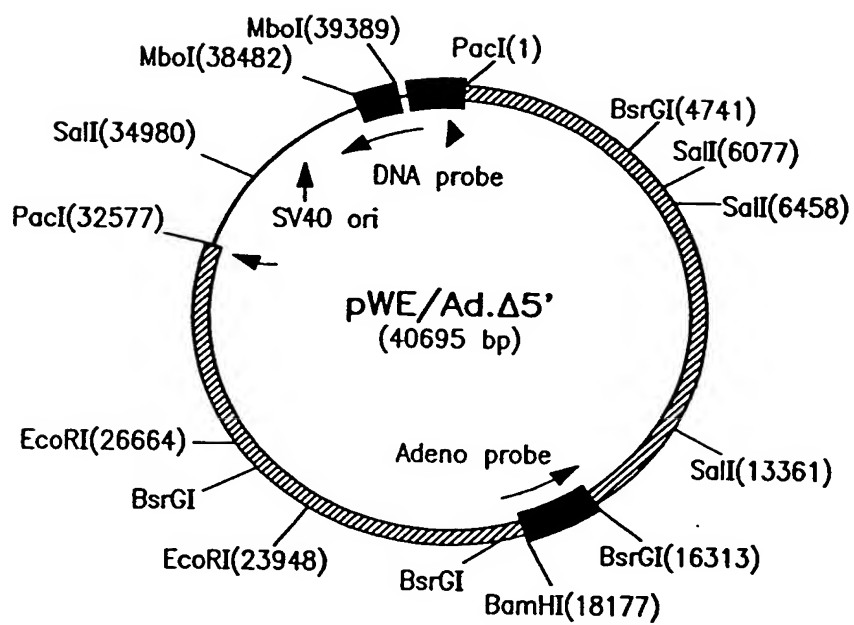 MboI(39389)
MboI(38482)
PacI(1)
BsrGI(4741)
SalI(34980)
SalI(6077)
DNA probe
SalI(6458)
PacI(32577)
SV40 ori
pWE/Ad.Δ5'
(40695 bp)
EcoRI(26664)
Adeno probe
SalI(13361)
BsrGI
EcoRI(23948)
BsrGI(16313)
BsrGI
BamHI(18177)